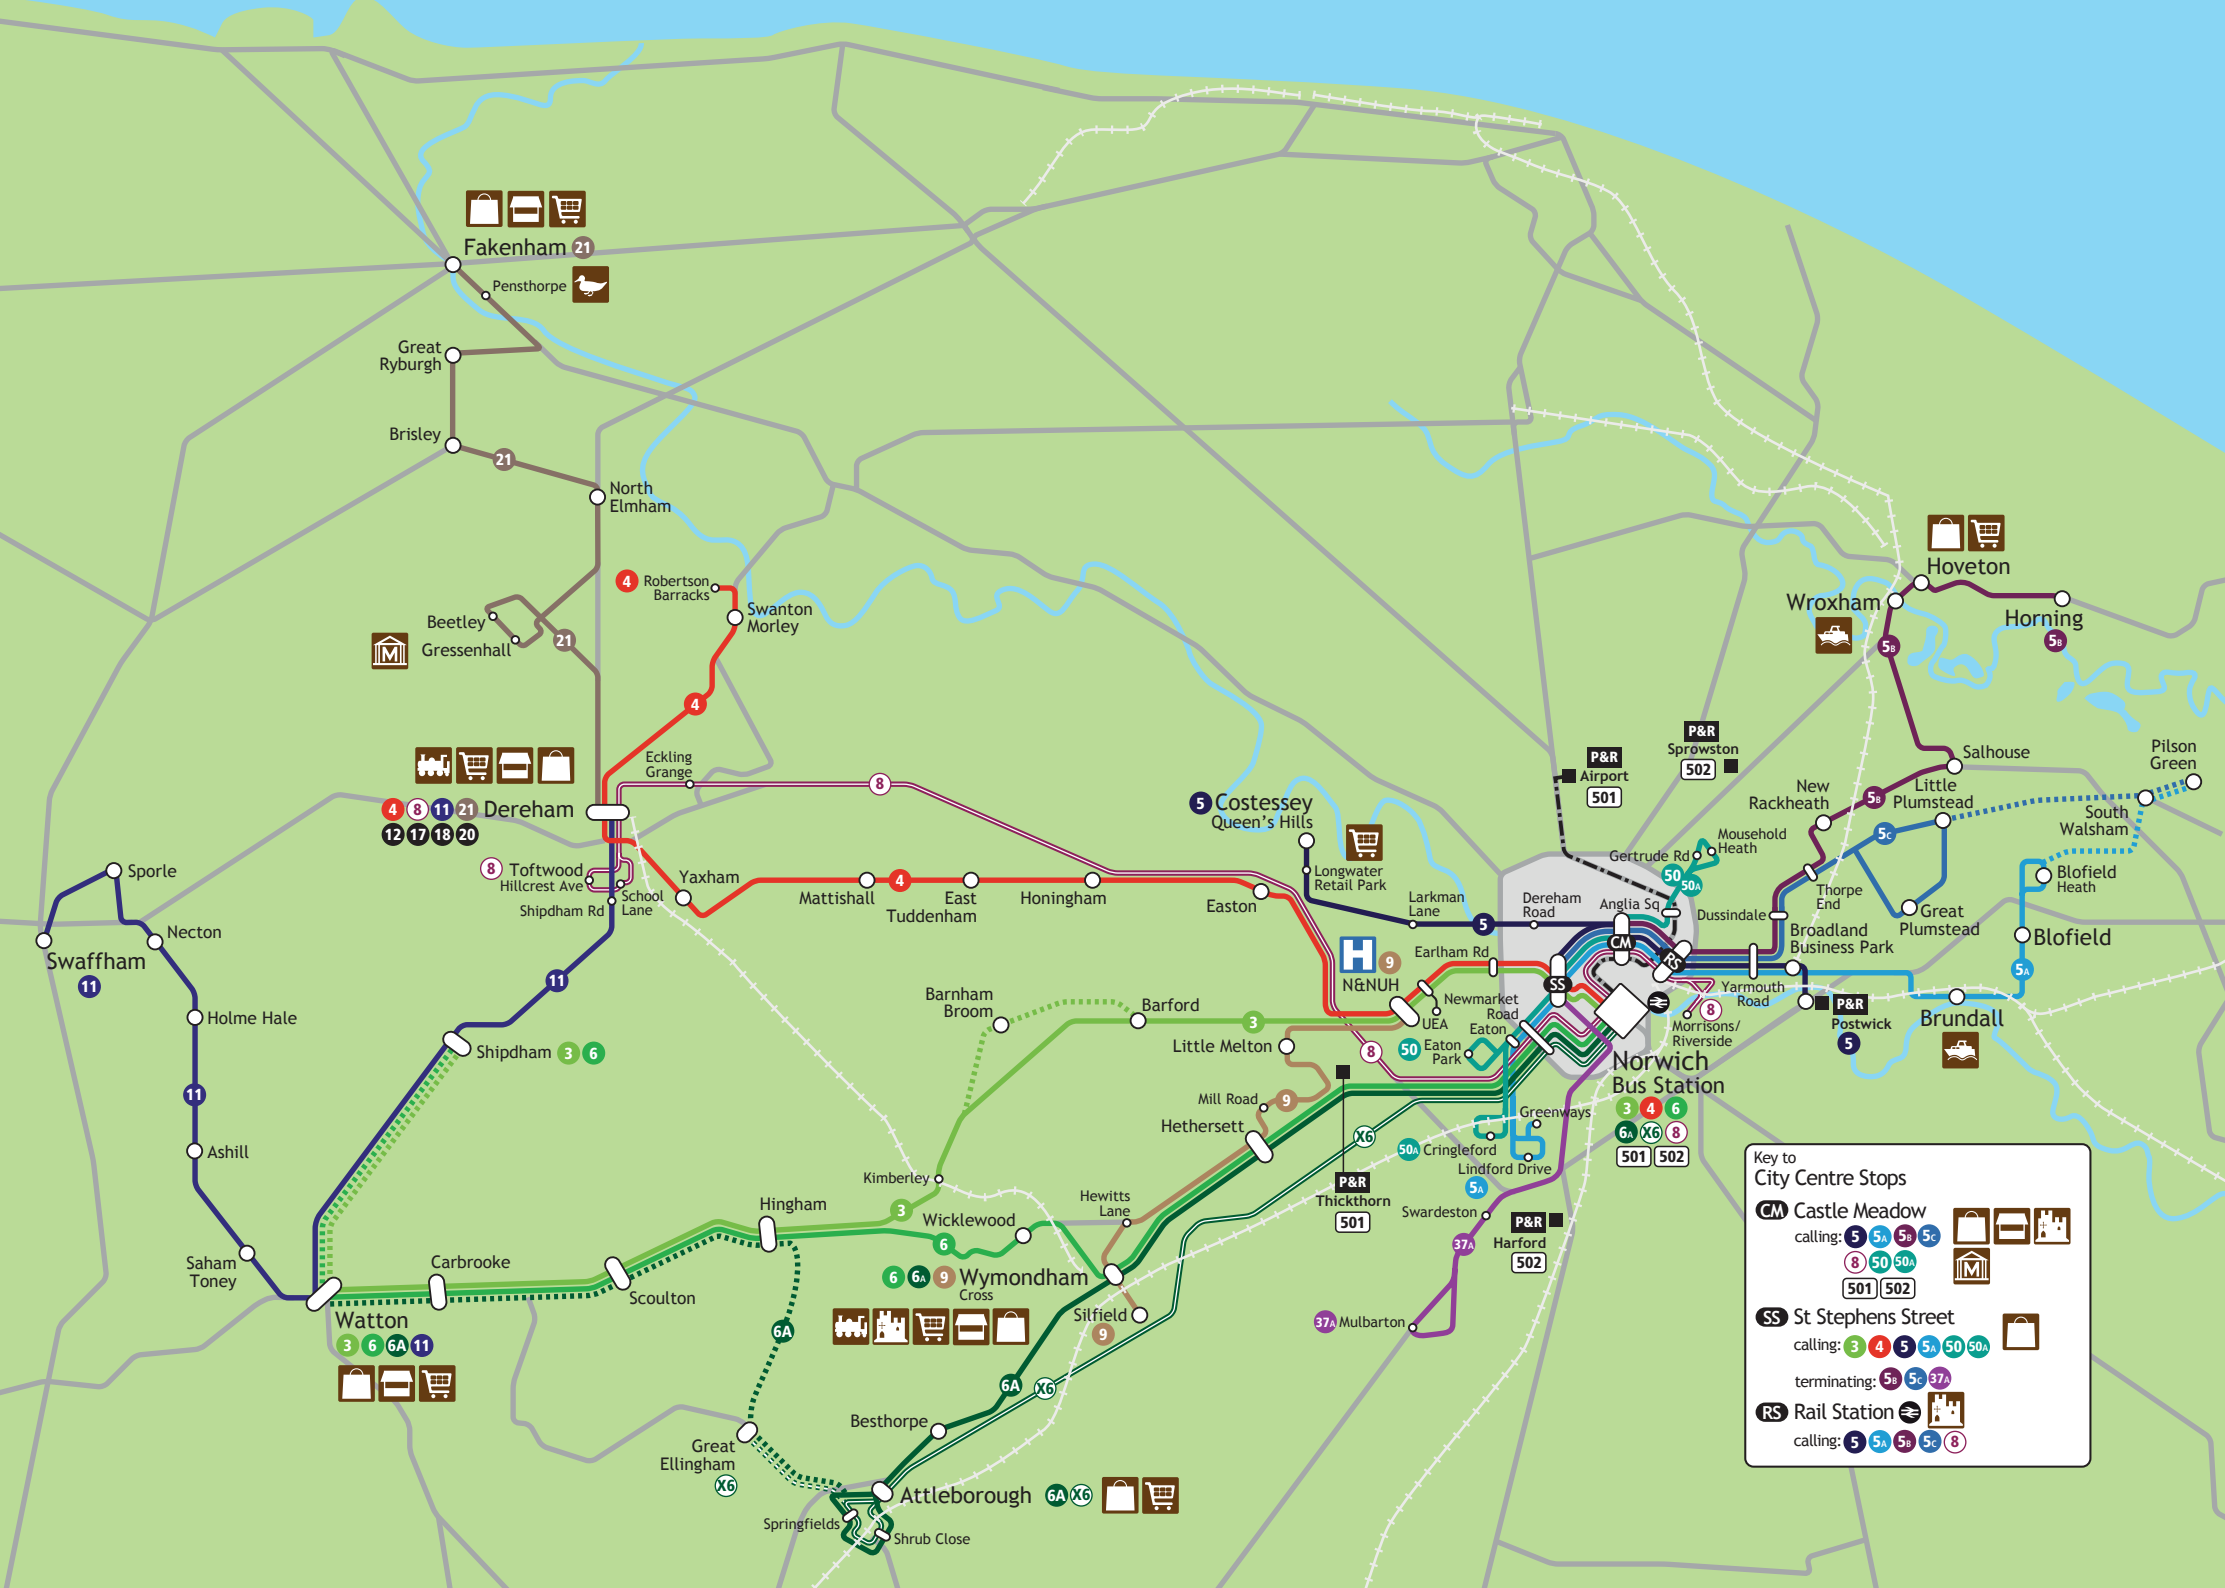 Fakenham 21
Pensthorpe
Great
Ryburgh
Brisley
21
North
Elmham
4 Robertson
Barracks
Swanton
Morley
Beetley
Gressenhall
21
M
4
Eckling
Grange
8
4 8 11 21 Dereham
12 17 18 20
8 Toftwood
Hillcrest Ave
School
Lane
Shipdham Rd
Yaxham
Mattishall
4
East
Tuddenham
Honingham
Easton
Sporle
Necton
Swaffham
11
Holme Hale
11
Shipdham 3 6
11
Ashill
Saham
Toney
Watton
3 6 6A 11
Carbrooke
Scoulton
Hingham
3
Kimberley
Wicklewood
6
Barnham
Broom
Barford
3
Little Melton
Mill Road
9
Hethersett
Hewitts
Lane
6 6A 9 Wymondham
Cross
Silfield
9
6A
6A
X6
Besthorpe
Great
Ellingham
X6
Attleborough 6A X6
Springfields
Shrub Close
5 Costessey
Queen's Hills
Longwater
Retail Park
Larkman
Lane
5
Dereham
Road
Anglia Sq
Earlham Rd
H 9
N&NUH
UEA
Newmarket
Road
Eaton
50 Eaton
Park
8
X6
P&R
Thickthorn
501
50A Cringleford
Greenways
Lindford Drive
5A
Swardeston
37A
37A Mulbarton
P&R
Harford
502
P&R
Airport
501
P&R
Sprowston
502
Gertrude Rd
Mousehold
Heath
50
50A
CM
SS
RS
Norwich
Bus Station
3 4 6
6A X6 8
501 502
8
Morrisons/
Riverside
Yarmouth
Road
P&R
Postwick
5
Dussindale
Broadland
Business Park
Thorpe
End
New
Rackheath
5B
Little
Plumstead
5C
Great
Plumstead
Salhouse
5B
Wroxham
Hoveton
Horning
5B
Pilson
Green
South
Walsham
Blofield
Heath
Blofield
5A
Brundall
Key to
City Centre Stops
CM Castle Meadow
calling: 5 5A 5B 5C
8 50 50A
501 502
M
SS St Stephens Street
calling: 3 4 5 5A 50 50A
terminating: 5B 5C 37A
RS Rail Station
calling: 5 5A 5B 5C 8